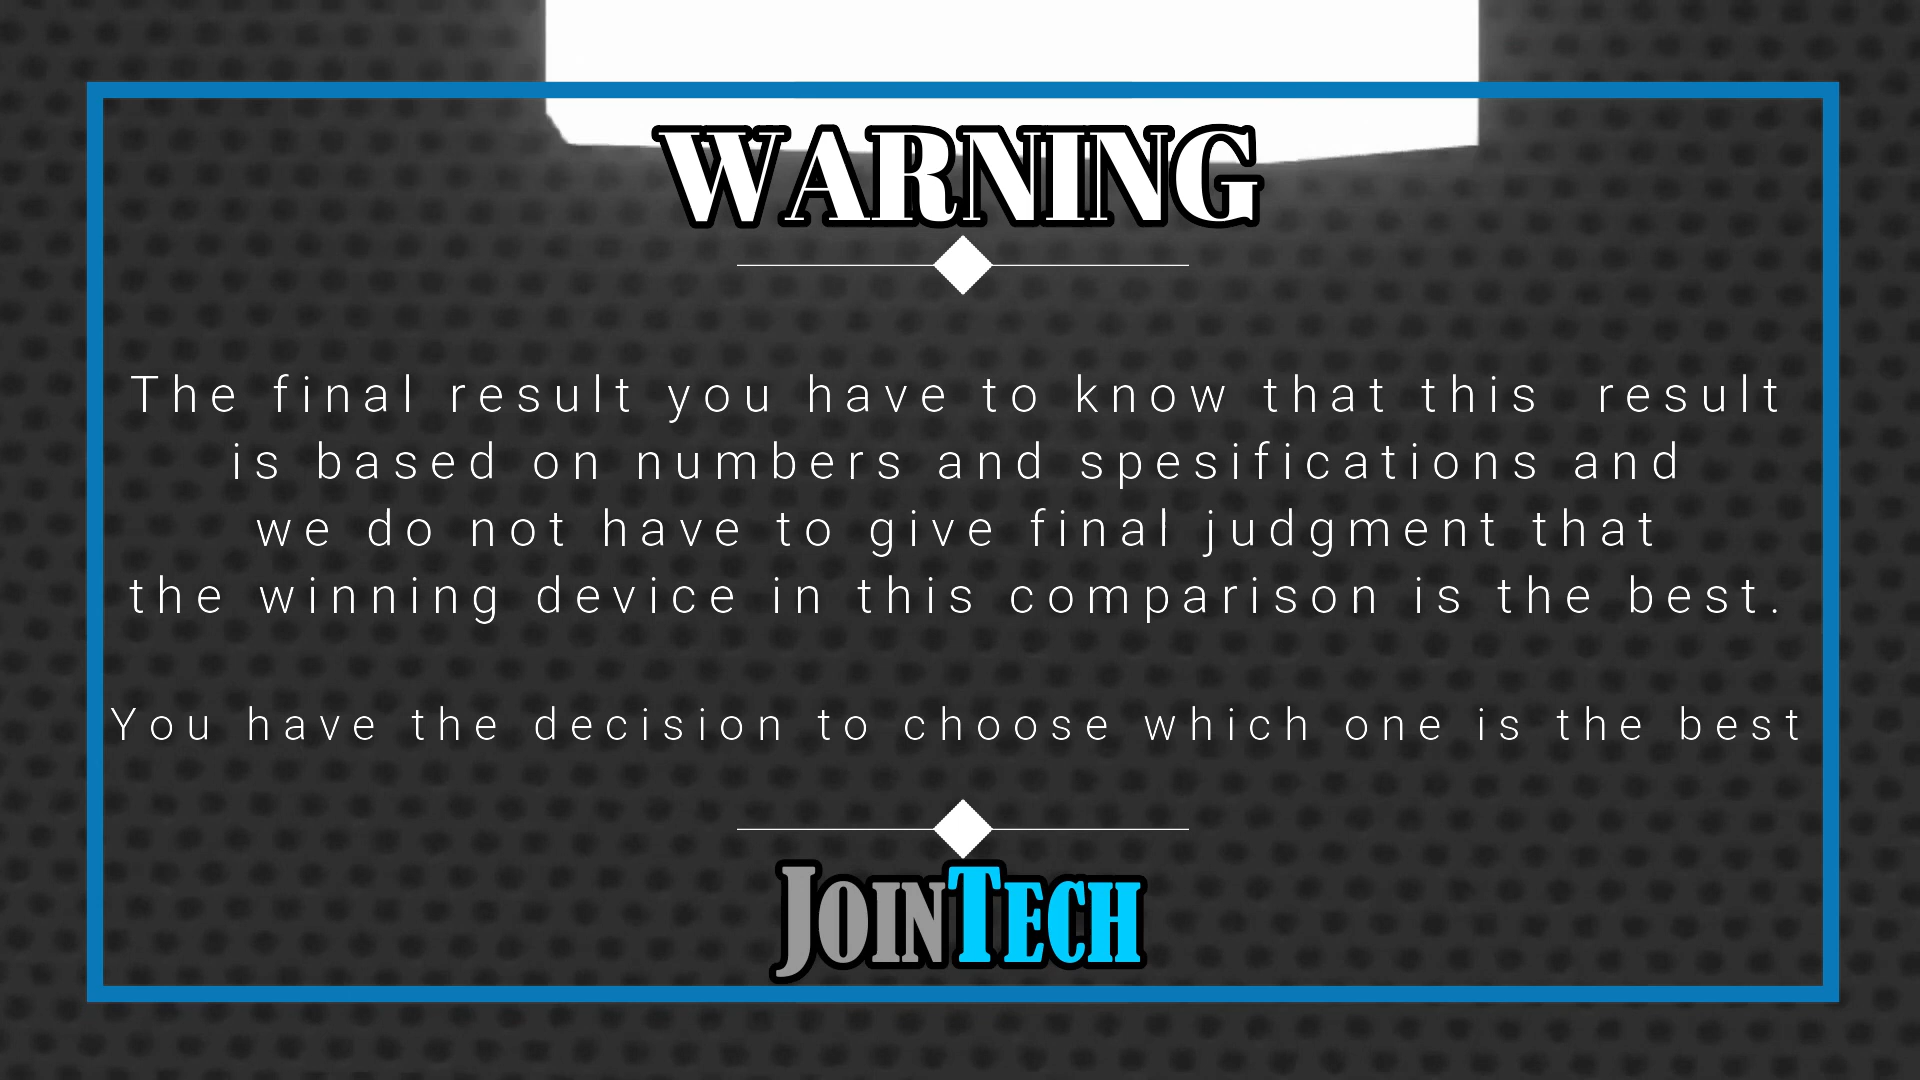 WARNING
The final result you have to know that this result
is based on numbers and spesifications and
we do not have to give final judgment that
the winning device in this comparison is the best.
You have the decision to choose which one is the best
JOINTECH